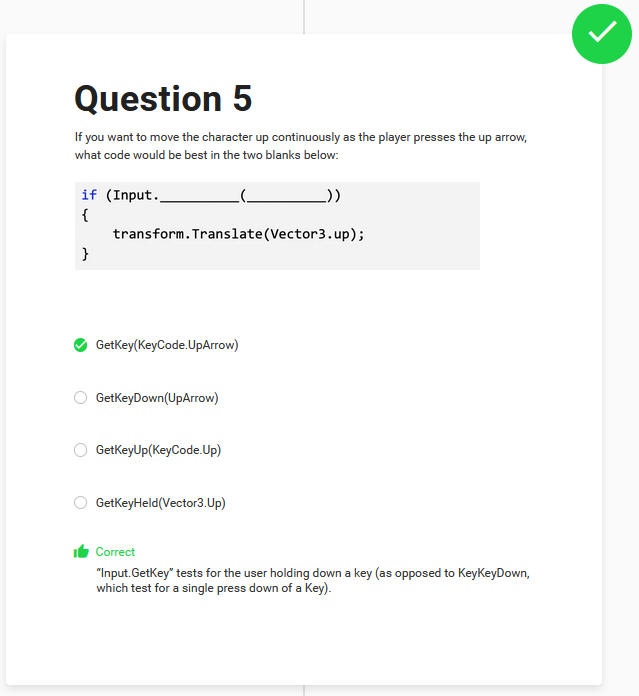 Question 5
If you want to move the character up continuously as the player presses the up arrow,
what code would be best in the two blanks below:
if (Input.__________(__________))
{
transform.Translate(Vector3.up);
}
GetKey(KeyCode.UpArrow)
GetKeyDown(UpArrow)
GetKeyUp(KeyCode.Up)
GetKeyHeld(Vector3.Up)
Correct
“Input.GetKey” tests for the user holding down a key (as opposed to KeyKeyDown,
which test for a single press down of a Key).